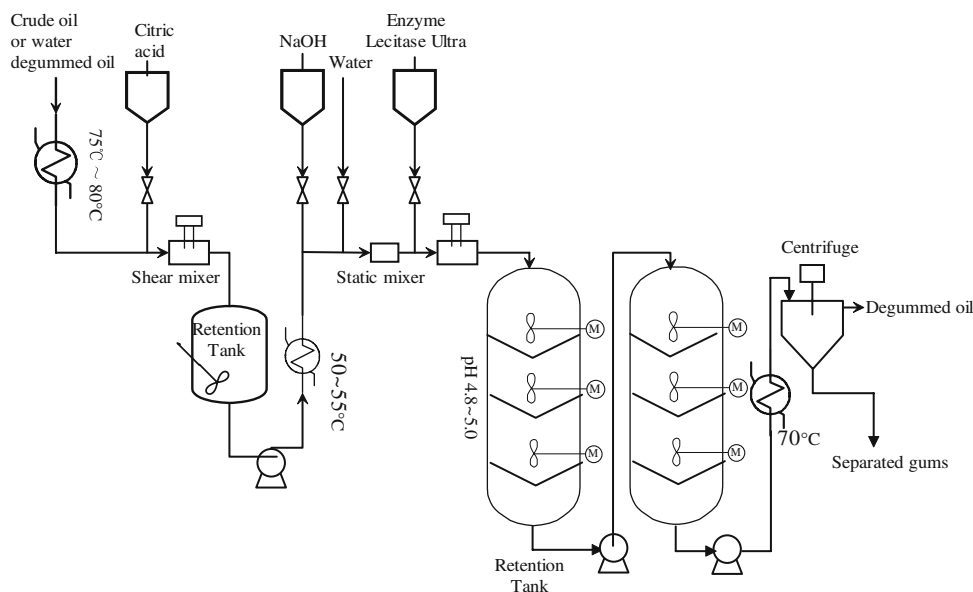 Crude oil
or water
degummed oil
Citric
acid
NaOH
Water
Enzyme
Lecitase Ultra
75℃ ~ 80°C
Shear mixer
Static mixer
Centrifuge
Degummed oil
Retention
Tank
50~55°C
pH 4.8~5.0
M
M
M
M
M
M
70°C
Separated gums
Retention
Tank